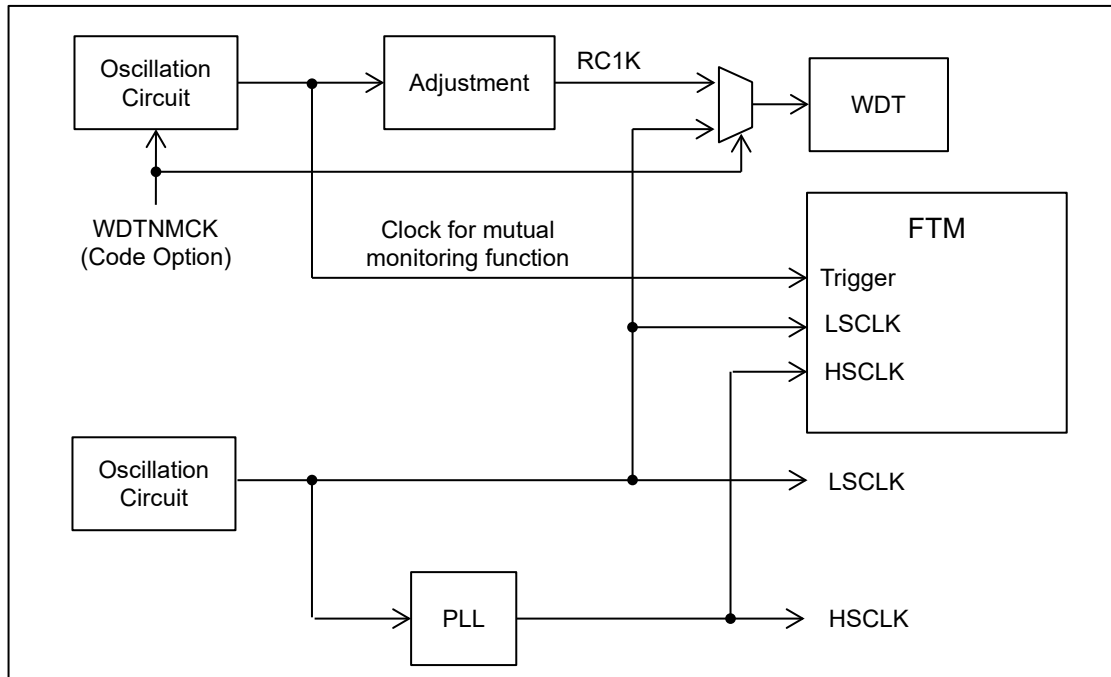 Oscillation
Circuit
Adjustment
RC1K
WDT
WDTNMCK
(Code Option)
Clock for mutual
monitoring function
FTM
Trigger
LSCLK
HSCLK
Oscillation
Circuit
LSCLK
PLL
HSCLK